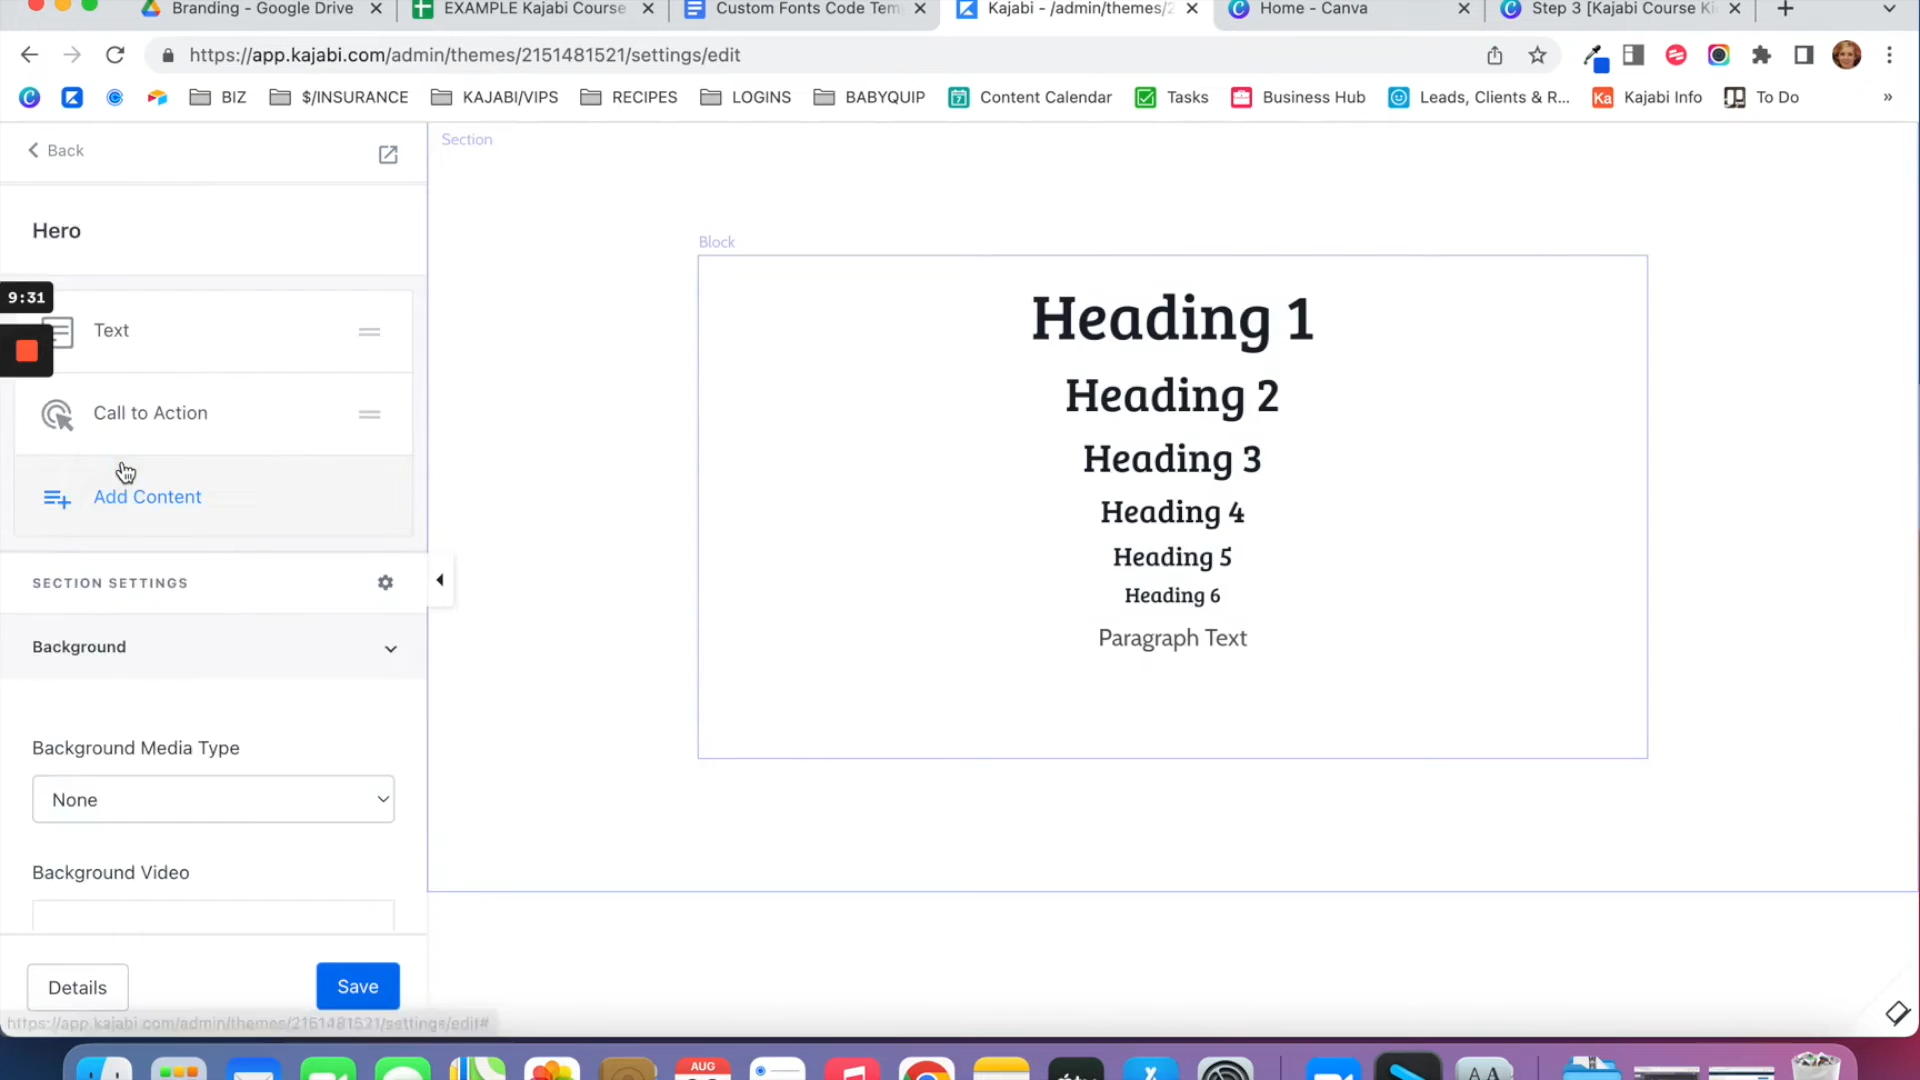 Branding - Google Drive
EXAMPLE Kajabi Course
Custom Fonts Code Tem
Kajabi - /admin/themes/2
Home - Canva
Step 3 [Kajabi Course Ki
https://app.kajabi.com/admin/themes/2151481521/settings/edit
BIZ
$/INSURANCE
KAJABI/VIPS
RECIPES
LOGINS
BABYQUIP
Content Calendar
Tasks
Business Hub
Leads, Clients & R...
Ka Kajabi Info
To Do
»
Back
Section
Hero
Block
9:31
Text
Call to Action
Add Content
Heading 1
Heading 2
Heading 3
Heading 4
Heading 5
Heading 6
Paragraph Text
SECTION SETTINGS
Background
Background Media Type
None
Background Video
Details
Save
https://app.kajabi.com/admin/themes/2151481521/settings/edit#
AUG